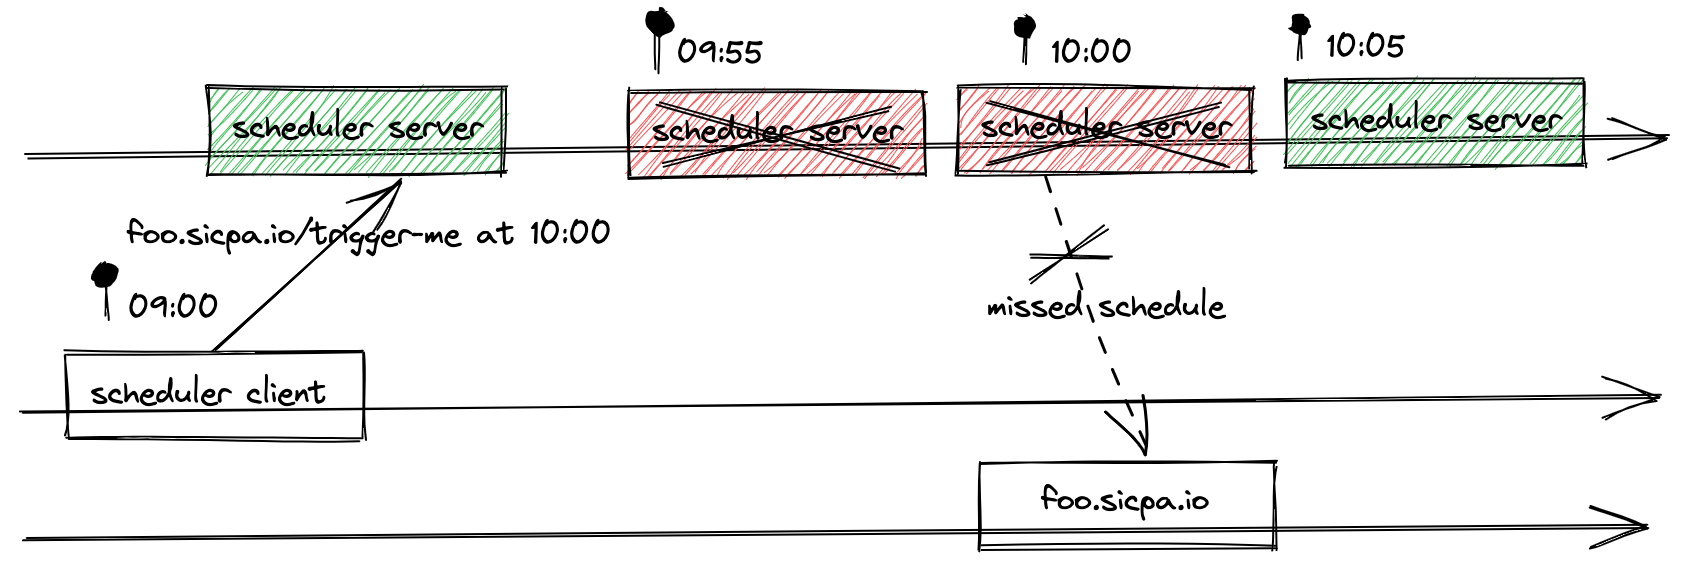 09:55
10:00
10:05
scheduler server
scheduler server
scheduler server
scheduler server
foo.sicpa.io/trigger-me at 10:00
09:00
missed schedule
scheduler client
foo.sicpa.io